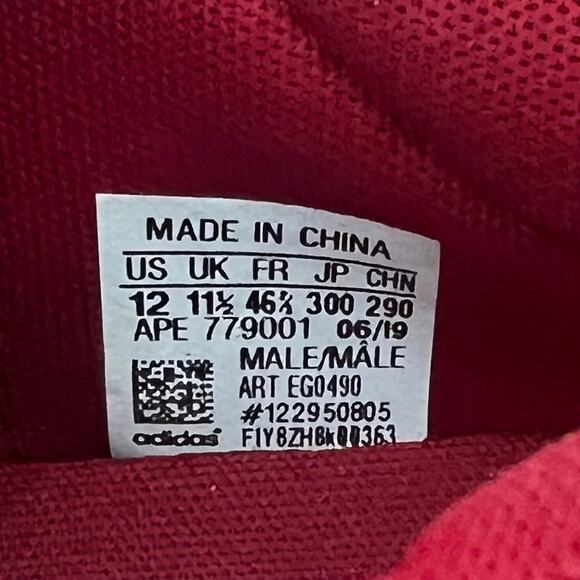 MADE IN CHINA
US UK FR JP CHN
12 11½ 46⅔ 300 290
APE 779001 06/19
MALE/MÂLE
ART EG0490
#122950805
adidas